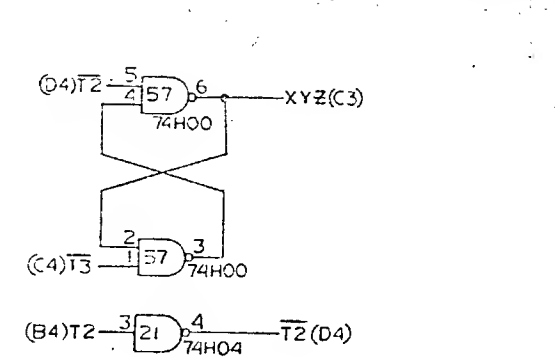 5
(D4)T̅2̅
4
57
6
XYZ(C3)
74H00
2
1
57
3
(C4)T̅3̅
74H00
(B4)T2
3
21
4
T̅2̅(D4)
74H04